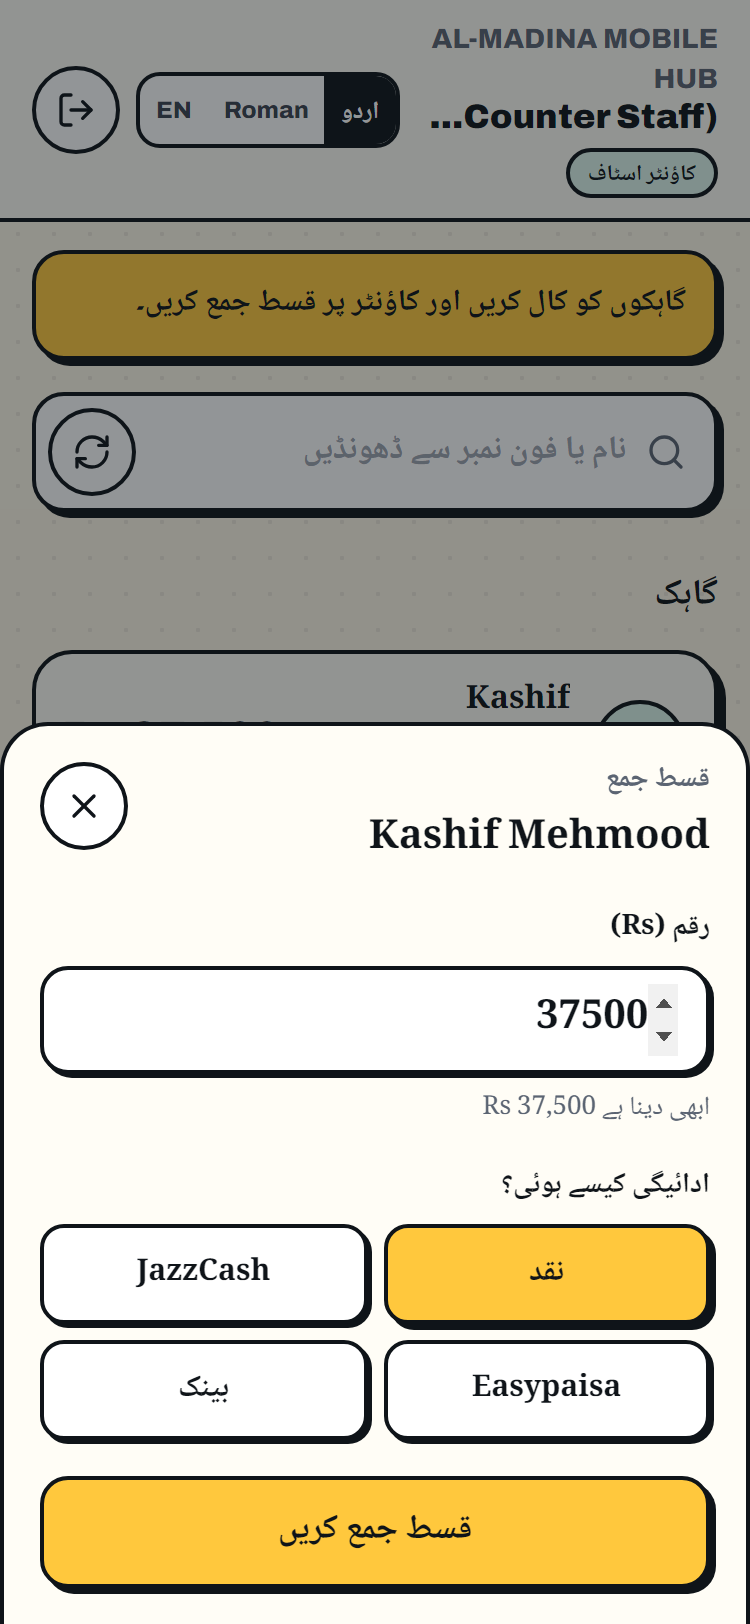 AL-MADINA MOBILE
HUB
...Counter Staff)
کاؤنٹر اسٹاف
اردو
Roman
EN
گاہکوں کو کال کریں اور کاؤنٹر پر قسط جمع کریں۔
نام یا فون نمبر سے ڈھونڈیں
گاہک
Kashif
قسط جمع
Kashif Mehmood
رقم (Rs)
37500
ابھی دینا ہے Rs 37,500
ادائیگی کیسے ہوئی؟
نقد
JazzCash
Easypaisa
بینک
قسط جمع کریں